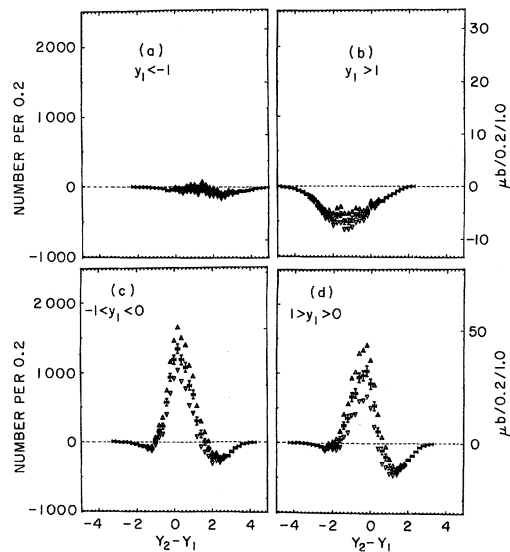 2000
1000
0
-1000
NUMBER PER 0.2
(a)
y₁<-1
(b)
y₁>1
30
20
10
0
-10
μb/0.2/1.0
2000
1000
0
-1000
NUMBER PER 0.2
(c)
-1<y₁<0
(d)
1>y₁>0
50
0
μb/0.2/1.0
-4 -2 0 2 4
-4 -2 0 2 4
Y₂-Y₁
Y₂-Y₁